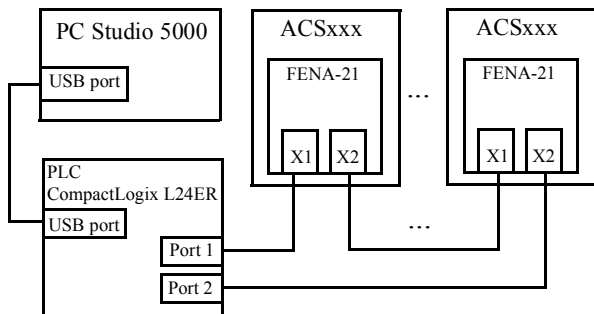 PC Studio 5000
USB port
ACSxxx
FENA-21
X1 X2
...
ACSxxx
FENA-21
X1 X2
PLC
CompactLogix L24ER
USB port
Port 1
Port 2
...